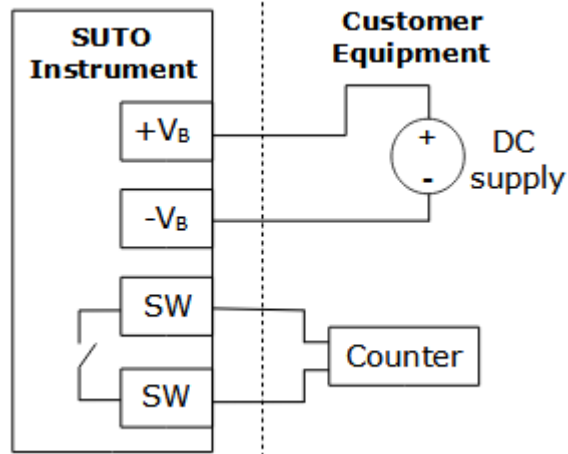 SUTO
Instrument
Customer
Equipment
+VB
+
-
DC
supply
-VB
SW
Counter
SW